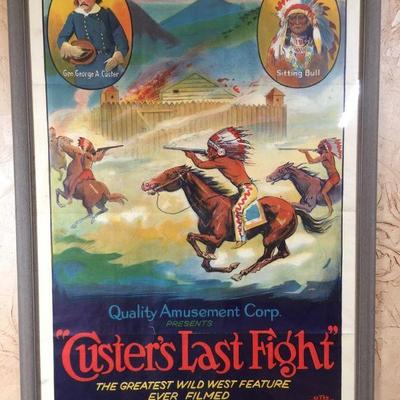 Gen. George A. Custer
Sitting Bull
Quality Amusement Corp.
PRESENTS
"Custer's Last Fight"
THE GREATEST WILD WEST FEATURE
EVER FILMED